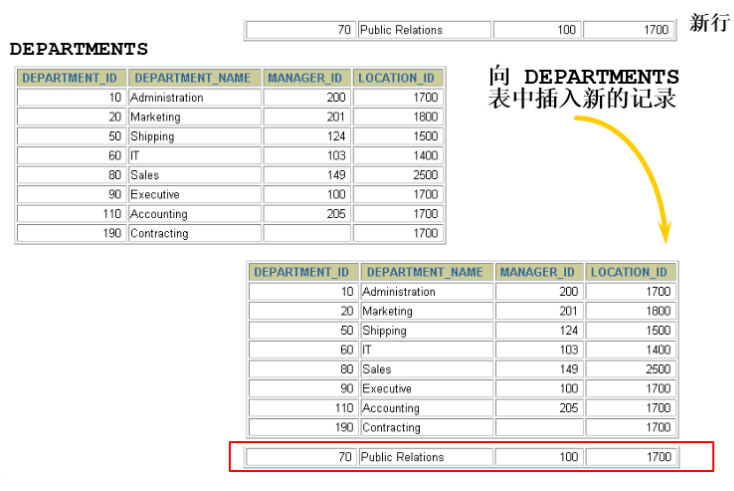 70 Public Relations 100 1700 新行
DEPARTMENTS
DEPARTMENT_ID DEPARTMENT_NAME MANAGER_ID LOCATION_ID
10 Administration 200 1700
20 Marketing 201 1800
50 Shipping 124 1500
60 IT 103 1400
80 Sales 149 2500
90 Executive 100 1700
110 Accounting 205 1700
190 Contracting 1700
向 DEPARTMENTS
表中插入新的记录
DEPARTMENT_ID DEPARTMENT_NAME MANAGER_ID LOCATION_ID
10 Administration 200 1700
20 Marketing 201 1800
50 Shipping 124 1500
60 IT 103 1400
80 Sales 149 2500
90 Executive 100 1700
110 Accounting 205 1700
190 Contracting 1700
70 Public Relations 100 1700